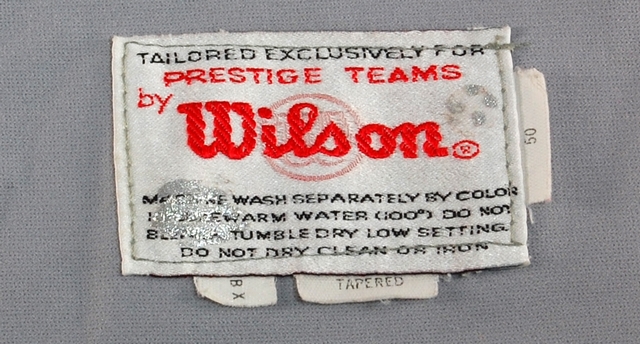 TAILORED EXCLUSIVELY FOR
PRESTIGE TEAMS
by
Wilson®
WASH SEPARATELY BY COLOR
WATER (100°) DO NOT
TUMBLE DRY LOW SETTING.
DO NOT DRY CLEAN OR IRON
50
BX
TAPERED